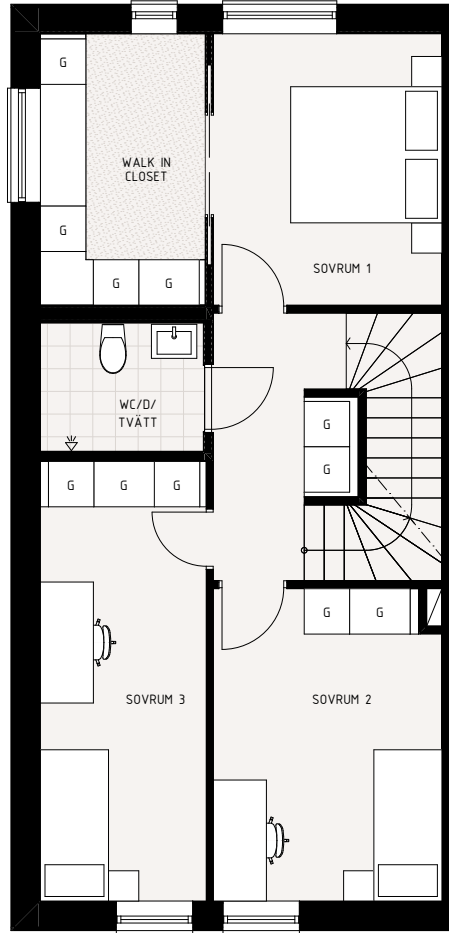 G
WALK IN
CLOSET
G
G G
SOVRUM 1
WC/D/
TVÄTT
G
G
G G G
G G
SOVRUM 3
SOVRUM 2